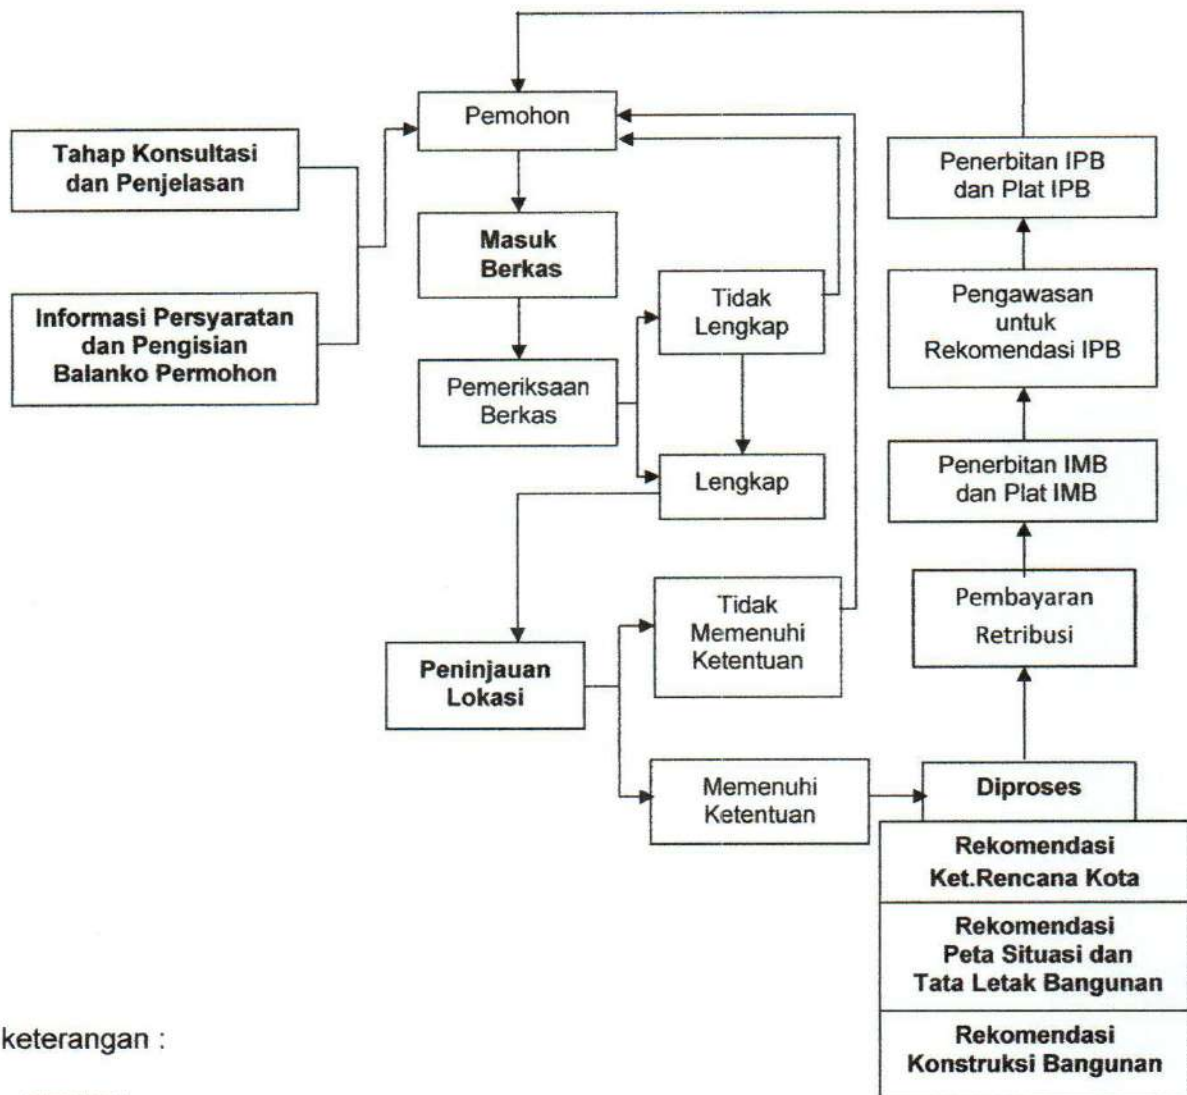 Pemohon
Tahap Konsultasi
dan Penjelasan
Informasi Persyaratan
dan Pengisian
Balanko Permohon
Masuk
Berkas
Pemeriksaan
Berkas
Tidak
Lengkap
Lengkap
Peninjauan
Lokasi
Tidak
Memenuhi
Ketentuan
Memenuhi
Ketentuan
Penerbitan IPB
dan Plat IPB
Pengawasan
untuk
Rekomendasi IPB
Penerbitan IMB
dan Plat IMB
Pembayaran
Retribusi
Diproses
Rekomendasi
Ket.Rencana Kota
Rekomendasi
Peta Situasi dan
Tata Letak Bangunan
Rekomendasi
Konstruksi Bangunan
keterangan :